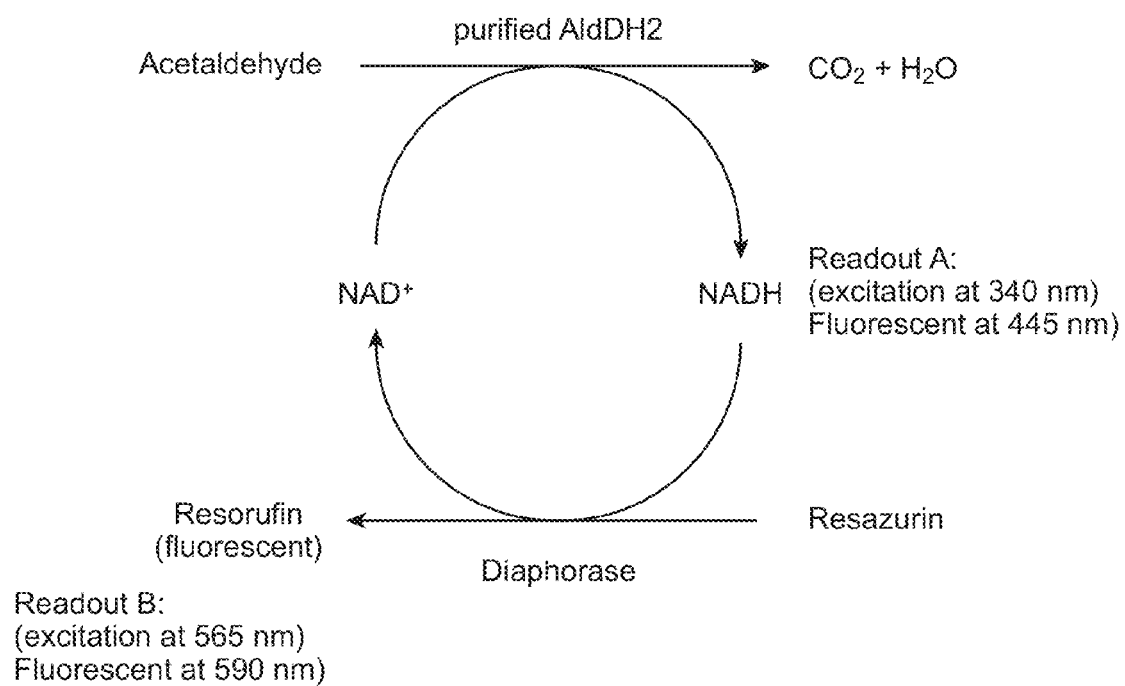 purified AldDH2
Acetaldehyde
CO₂ + H₂O
NAD⁺
NADH
Readout A:
(excitation at 340 nm)
Fluorescent at 445 nm)
Resorufin
(fluorescent)
Resazurin
Diaphorase
Readout B:
(excitation at 565 nm)
Fluorescent at 590 nm)